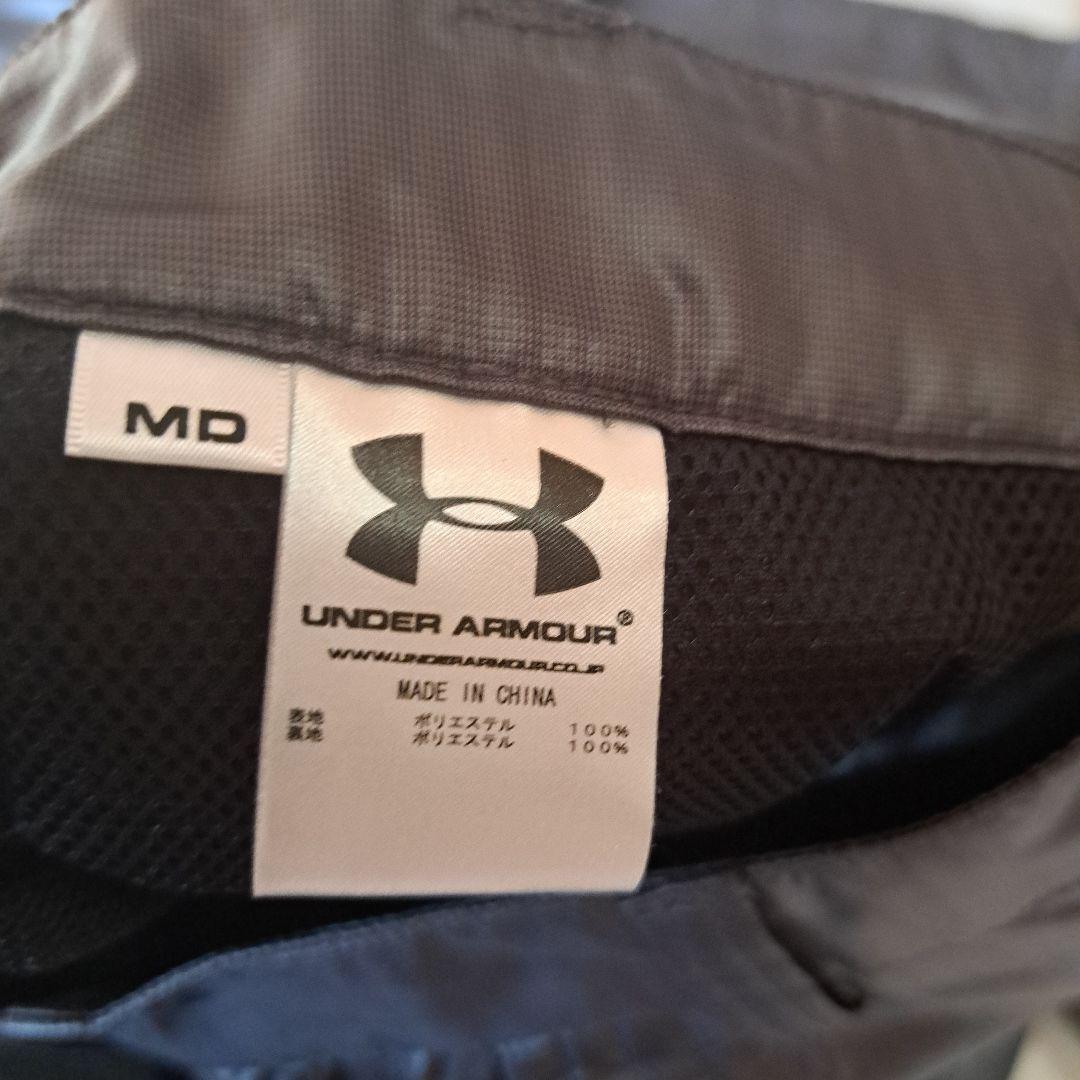 MD
UNDER ARMOUR®
WWW.UNDERARMOUR.CO.JP
MADE IN CHINA
表地 ポリエステル 100%
裏地 ポリエステル 100%